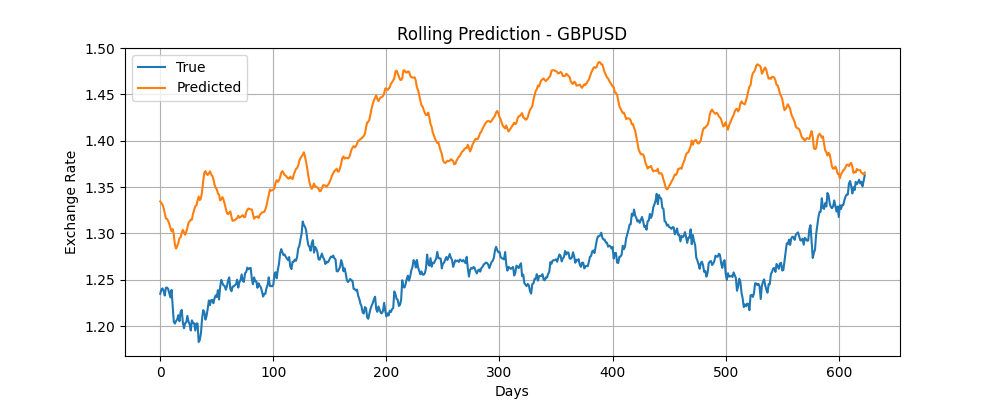 Rolling Prediction - GBPUSD
True
Predicted
Exchange Rate
1.50
1.45
1.40
1.35
1.30
1.25
1.20
0 100 200 300 400 500 600
Days